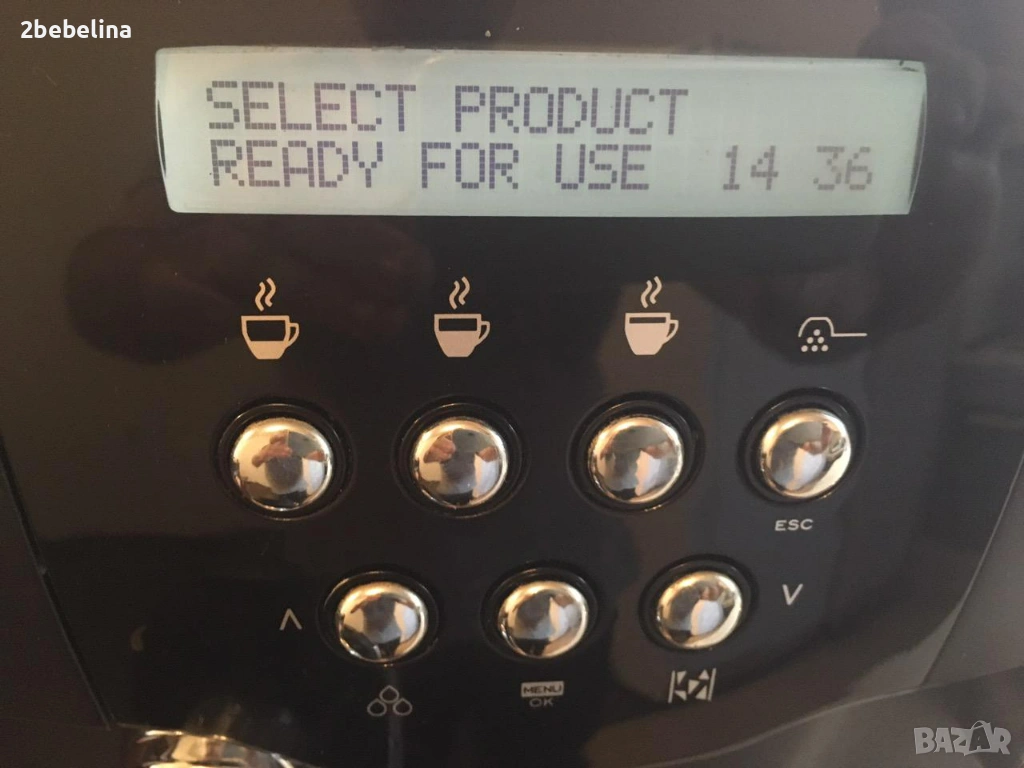 2bebelina
SELECT PRODUCT
READY FOR USE 14 36
ESC
MENU
OK
BAZAR